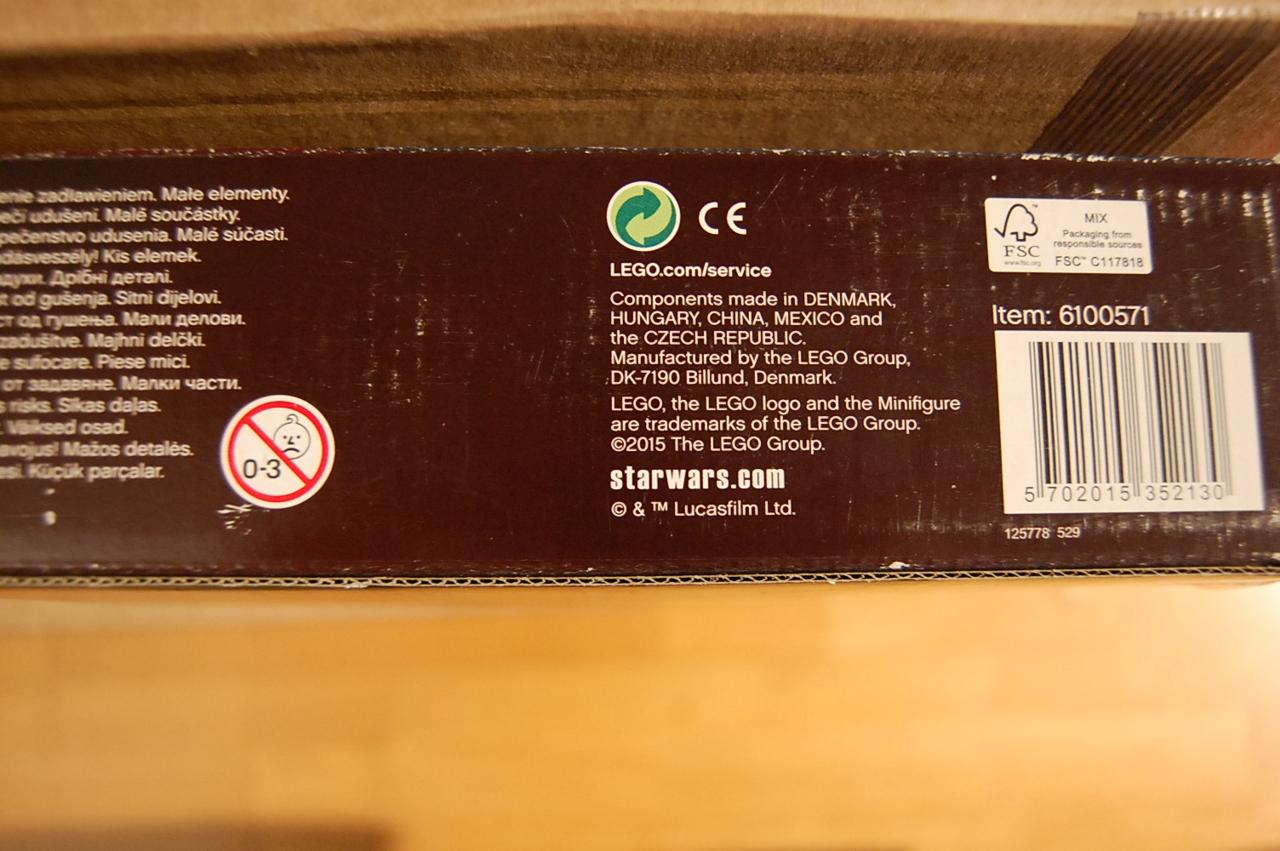 enie zadławieniem. Małe elementy.
ečí udušení. Malé součástky.
pečenstvo udusenia. Malé súčasti.
dásveszély! Kis elemek.
духи. Дрібні деталі.
t od gušenja. Sitni dijelovi.
ст од гушења. Мали делови.
zadušitve. Majhni delčki.
e sufocare. Piese mici.
от задавяне. Малки части.
s risks. Sīkas daļas.
. Väiksed osad.
avojus! Mažos detalės.
esi. Küçük parçalar.
0-3
CE
LEGO.com/service
Components made in DENMARK,
HUNGARY, CHINA, MEXICO and
the CZECH REPUBLIC.
Manufactured by the LEGO Group,
DK-7190 Billund, Denmark.
LEGO, the LEGO logo and the Minifigure
are trademarks of the LEGO Group.
©2015 The LEGO Group.
starwars.com
© & ™ Lucasfilm Ltd.
FSC
www.fsc.org
MIX
Packaging from
responsible sources
FSC™ C117818
Item: 6100571
5 702015 352130
125778 529